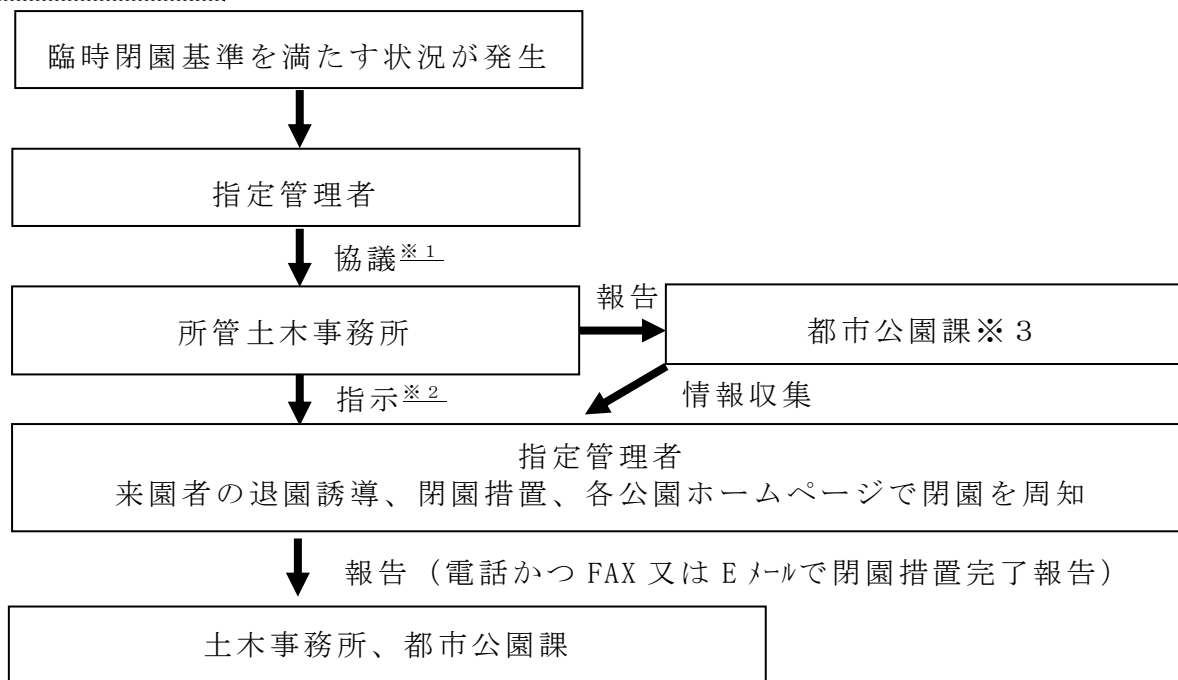 臨時閉園基準を満たす状況が発生
指定管理者
協議※1
報告
所管土木事務所
都市公園課※3
指示※2
情報収集
指定管理者
来園者の退園誘導、閉園措置、各公園ホームページで閉園を周知
報告（電話かつ FAX 又は E メールで閉園措置完了報告）
土木事務所、都市公園課